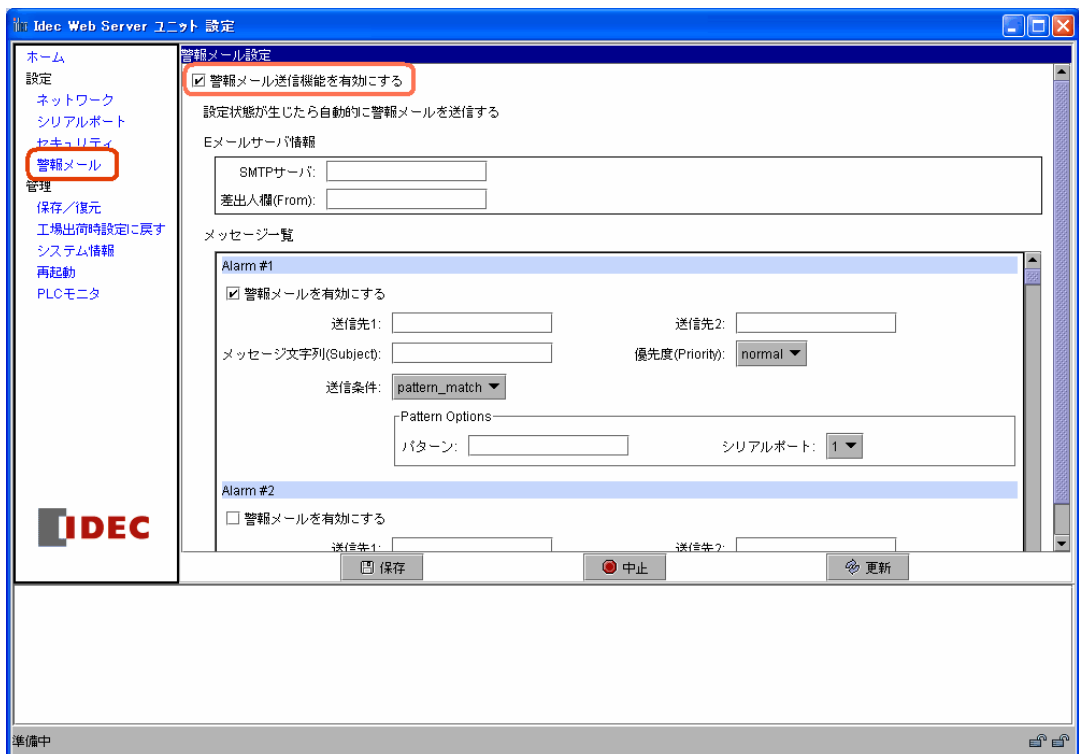 Idec Web Server ユニット 設定
ホーム
設定
ネットワーク
シリアルポート
セキュリティ
警報メール
管理
保存／復元
工場出荷時設定に戻す
システム情報
再起動
PLCモニタ
IDEC
警報メール設定
警報メール送信機能を有効にする
設定状態が生じたら自動的に警報メールを送信する
Eメールサーバ情報
SMTPサーバ:
差出人欄(From):
メッセージ一覧
Alarm #1
警報メールを有効にする
送信先1: 送信先2:
メッセージ文字列(Subject): 優先度(Priority): normal
送信条件: pattern_match
Pattern Options
パターン: シリアルポート: 1
Alarm #2
警報メールを有効にする
送信先1: 送信先2:
保存 中止 更新
準備中